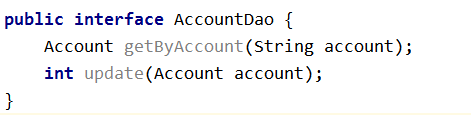 public interface AccountDao {
    Account getByAccount(String account);
    int update(Account account);
}